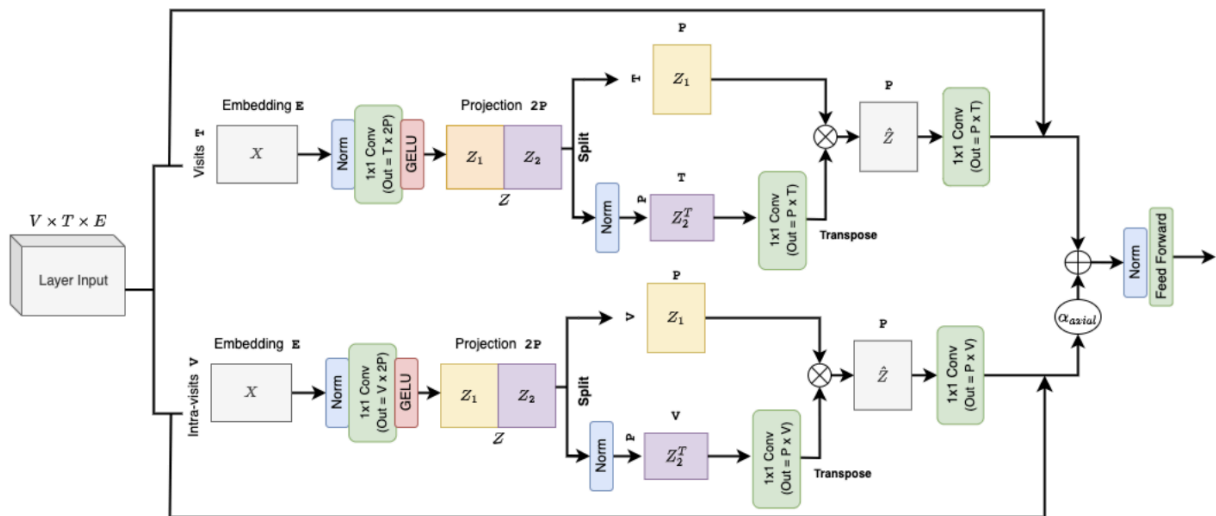 P
T
Z₁
Embedding E
Projection 2P
P
Visits T
X
Norm
1x1 Conv
(Out = T x 2P)
GELU
Z₁
Z₂
Z
Split
T
Norm
P
Z₂ᵀ
1x1 Conv
(Out = P x T)
Transpose
Ẑ
1x1 Conv
(Out = P x T)
V × T × E
Layer Input
Norm
Feed Forward
α_axial
P
V
Z₁
Embedding E
Projection 2P
P
Intra-visits V
X
Norm
1x1 Conv
(Out = V x 2P)
GELU
Z₁
Z₂
Z
Split
V
Norm
P
Z₂ᵀ
1x1 Conv
(Out = P x V)
Transpose
Ẑ
1x1 Conv
(Out = P x V)